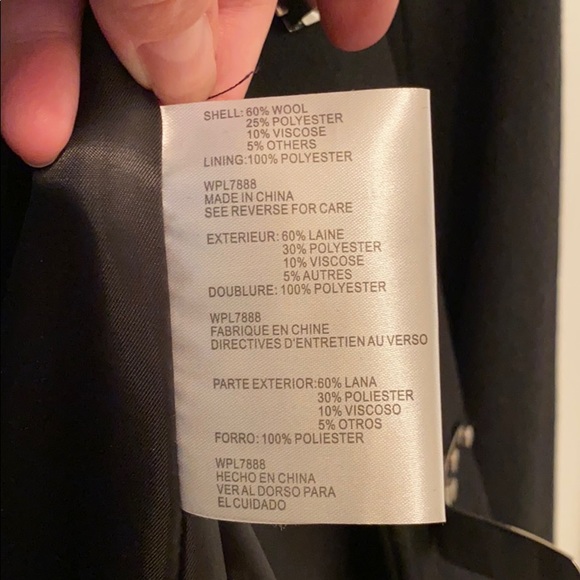 SHELL: 60% WOOL
25% POLYESTER
10% VISCOSE
5% OTHERS
LINING:100% POLYESTER
WPL7888
MADE IN CHINA
SEE REVERSE FOR CARE
EXTERIEUR: 60% LAINE
30% POLYESTER
10% VISCOSE
5% AUTRES
DOUBLURE: 100% POLYESTER
WPL7888
FABRIQUE EN CHINE
DIRECTIVES D'ENTRETIEN AU VERSO
PARTE EXTERIOR:60% LANA
30% POLIESTER
10% VISCOSO
5% OTROS
FORRO: 100% POLIESTER
WPL7888
HECHO EN CHINA
VER AL DORSO PARA
EL CUIDADO